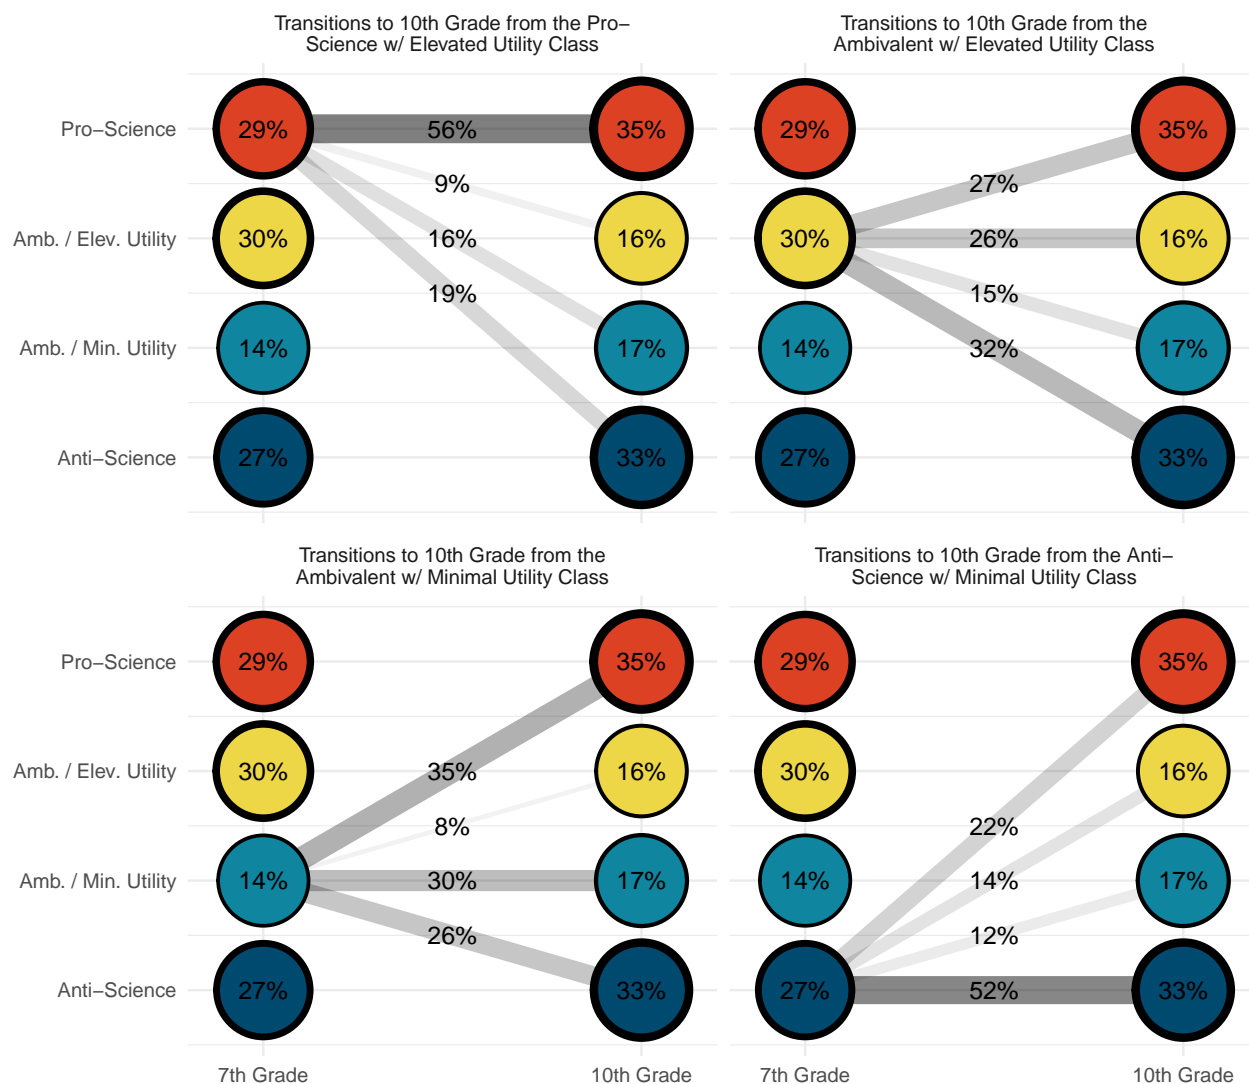 Transitions to 10th Grade from the Pro–
Science w/ Elevated Utility Class
Transitions to 10th Grade from the
Ambivalent w/ Elevated Utility Class
Pro–Science
29%
56%
35%
29%
35%
9%
27%
Amb. / Elev. Utility
30%
16%
16%
30%
26%
16%
19%
15%
Amb. / Min. Utility
14%
17%
14%
32%
17%
Anti–Science
27%
33%
27%
33%
Transitions to 10th Grade from the
Ambivalent w/ Minimal Utility Class
Transitions to 10th Grade from the Anti–
Science w/ Minimal Utility Class
Pro–Science
29%
35%
29%
35%
Amb. / Elev. Utility
30%
35%
16%
30%
16%
8%
22%
Amb. / Min. Utility
14%
30%
17%
14%
14%
17%
26%
12%
Anti–Science
27%
33%
27%
52%
33%
7th Grade
10th Grade
7th Grade
10th Grade